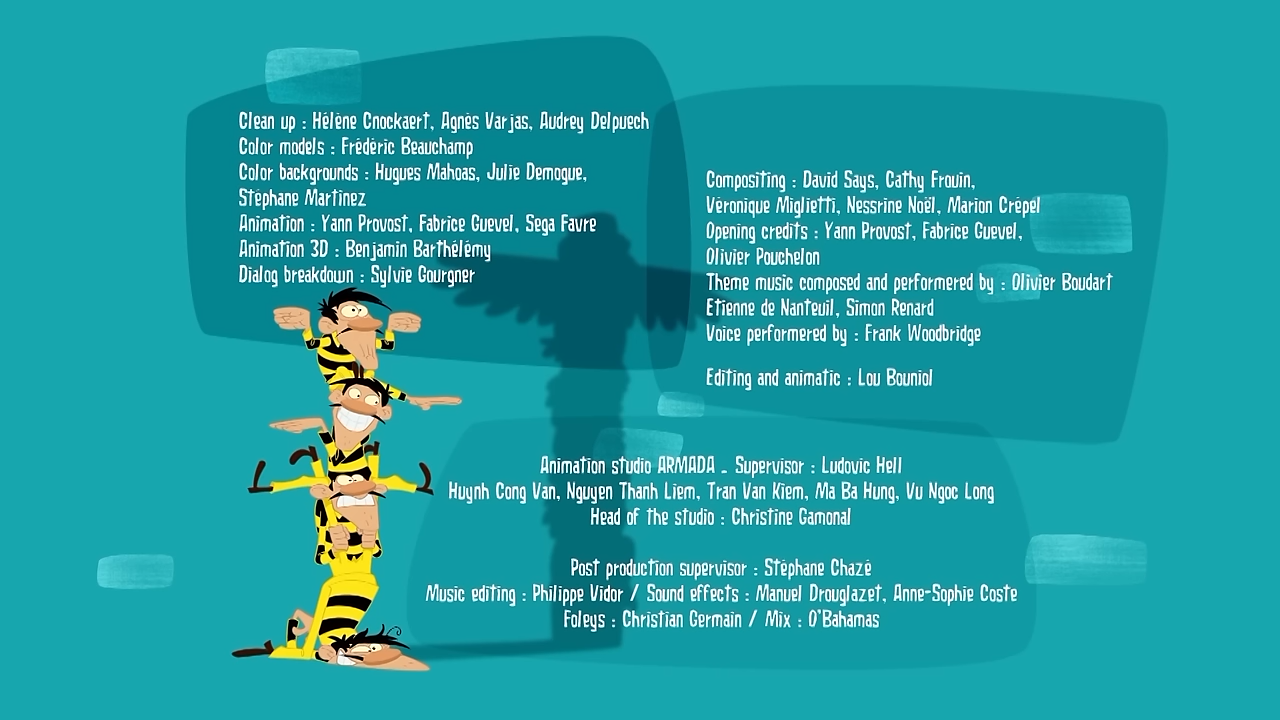 Clean up : Hélène Cnockaert, Agnès Varjas, Audrey Delpuech
Color models : Frédéric Beauchamp
Color backgrounds : Hugues Mahoas, Julie Demogue,
Stéphane Martinez
Animation : Yann Provost, Fabrice Guevel, Sega Favre
Animation 3D : Benjamin Barthélémy
Dialog breakdown : Sylvie Gourgner
Compositing : David Says, Cathy Frouin,
Véronique Miglietti, Nessrine Noël, Marion Crépel
Opening credits : Yann Provost, Fabrice Guevel,
Olivier Pouchelon
Theme music composed and performered by : Olivier Boudart
Etienne de Nanteuil, Simon Renard
Voice performered by : Frank Woodbridge
Editing and animatic : Lou Bouniol
Animation studio ARMADA - Supervisor : Ludovic Hell
Huynh Cong Van, Nguyen Thanh Liem, Tran Van Kiem, Ma Ba Hung, Vu Ngoc Long
Head of the studio : Christine Gamonal
Post production supervisor : Stéphane Chazé
Music editing : Philippe Vidor / Sound effects : Manuel Drouglazet, Anne-Sophie Coste
Foleys : Christian Germain / Mix : O'Bahamas